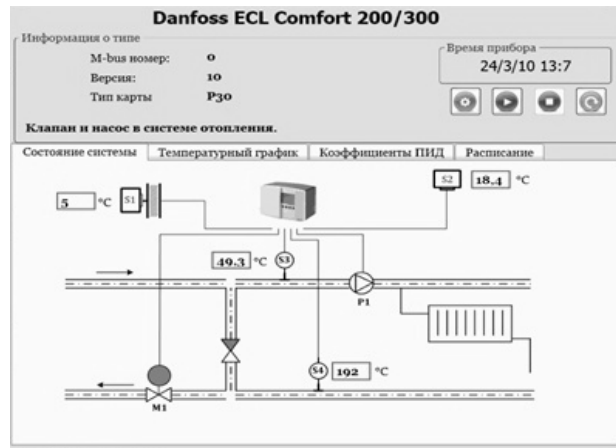 Danfoss ECL Comfort 200/300
Информация о типе
M-bus номер: 0
Версия: 10
Тип карты P30
Клапан и насос в системе отопления.
Время прибора
24/3/10 13:7
Состояние системы Температурный график Коэффициенты ПИД Расписание
5 °C S1
S2 18,4 °C
49.3 °C S3
P1
S4 192 °C
M1